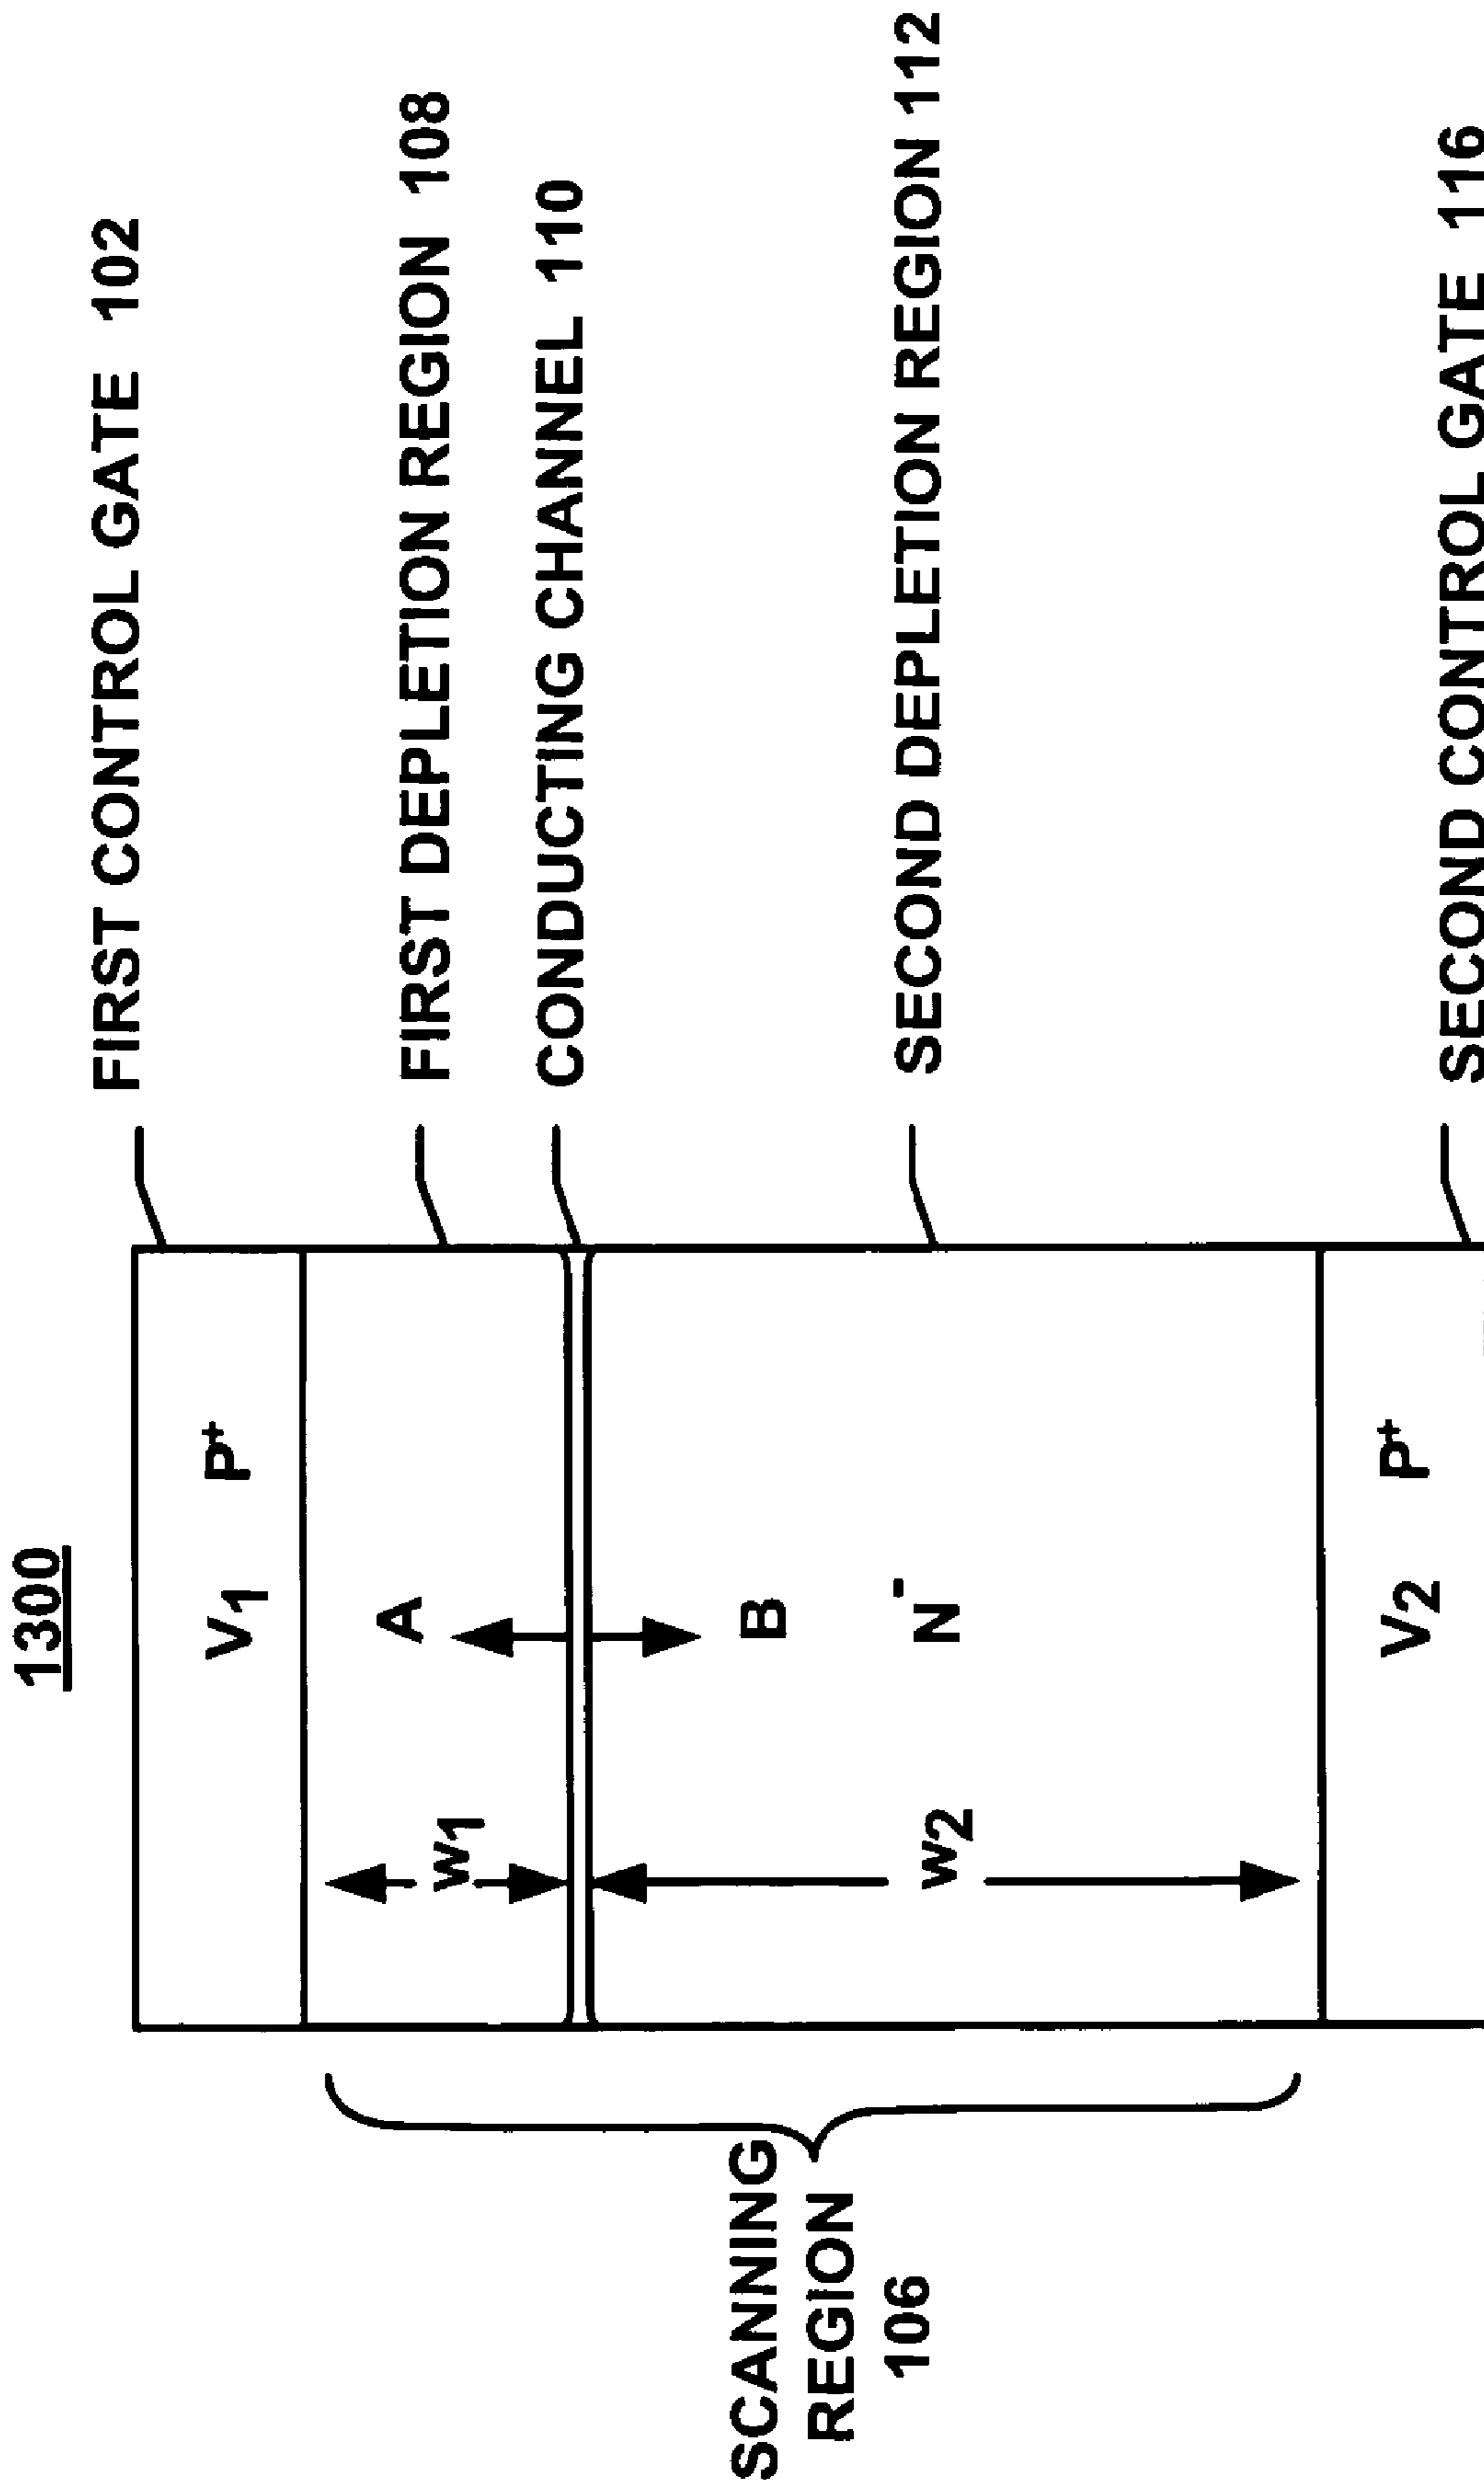 1300
FIRST CONTROL GATE 102
V1 P+
FIRST DEPLETION REGION 108
A
W1
CONDUCTING CHANNEL 110
SCANNING
REGION
106
B
SECOND DEPLETION REGION 112
W2
N-
V2 P+
SECOND CONTROL GATE 116